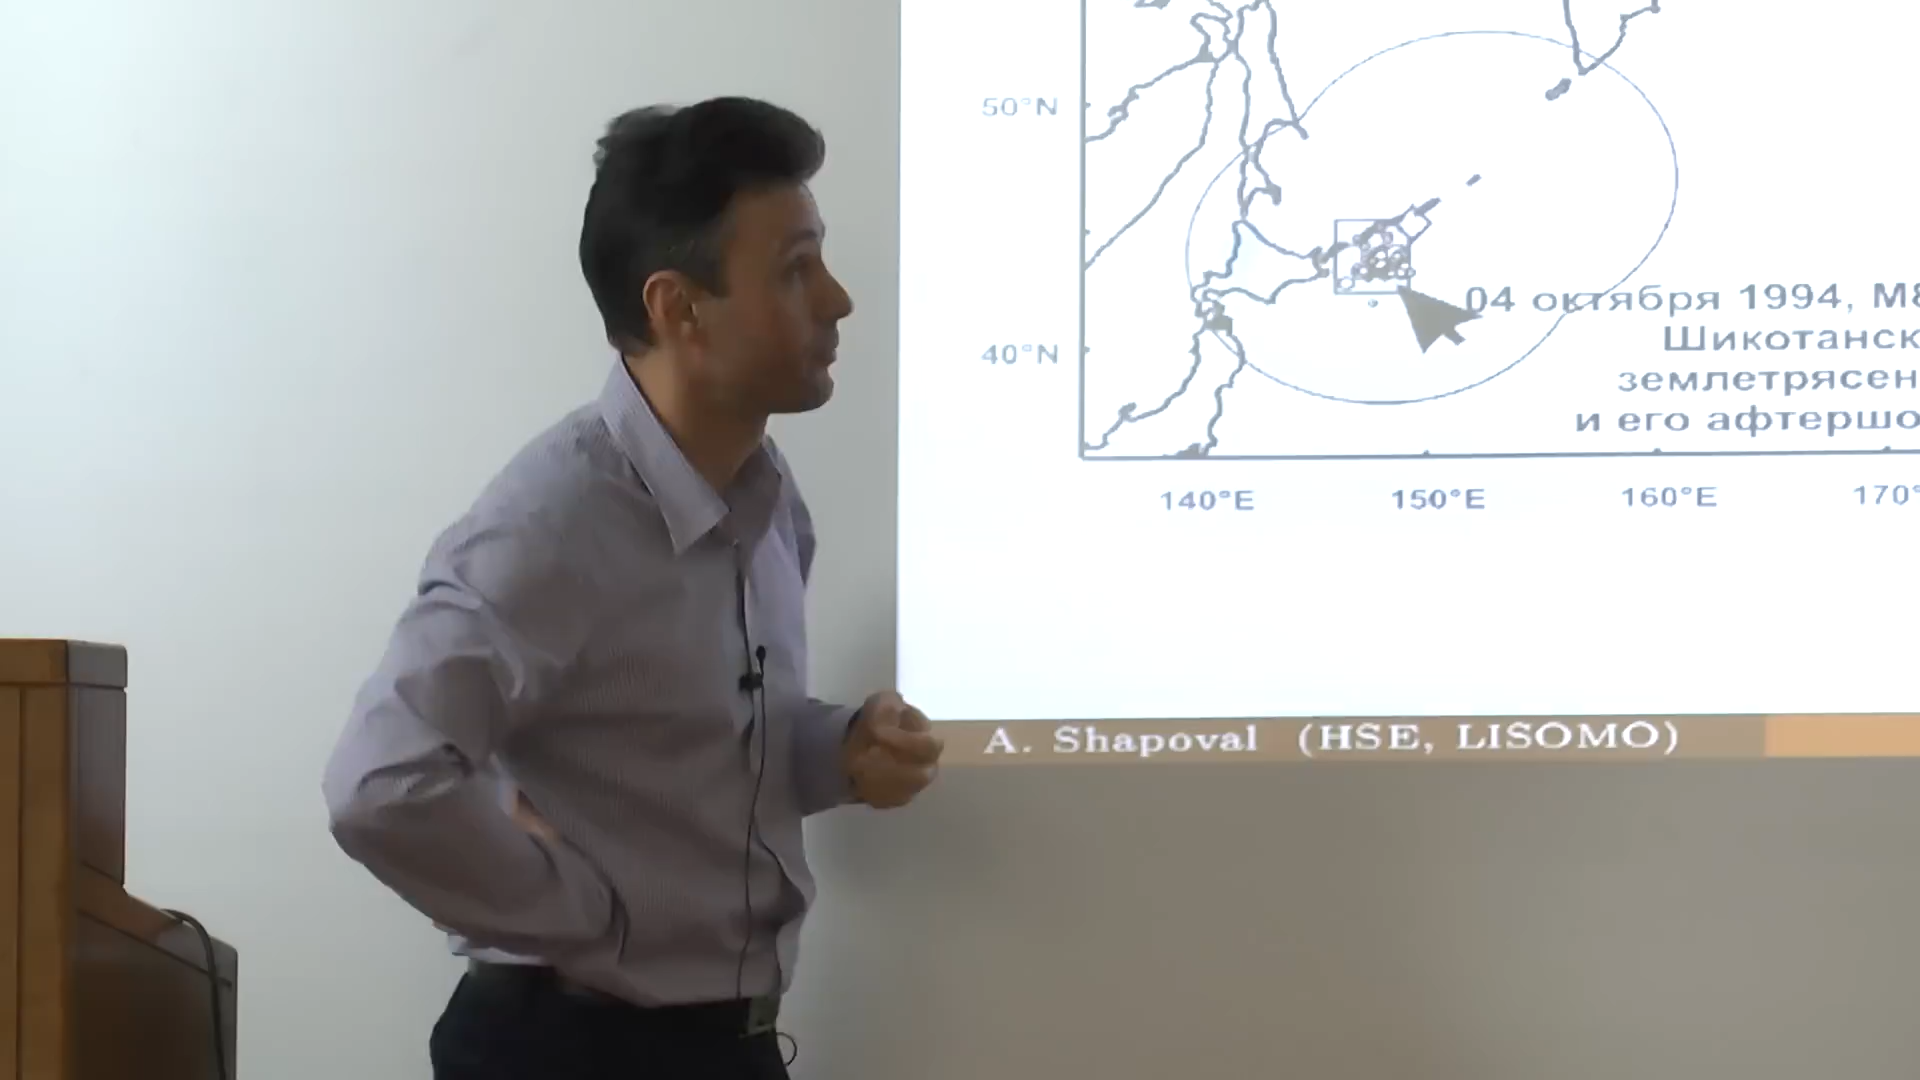 50°N
04 октября 1994, M8
Шикотанск
40°N
землетрясен
и его афтершо
140°E 150°E 160°E 170°
A. Shapoval (HSE, LISOMO)